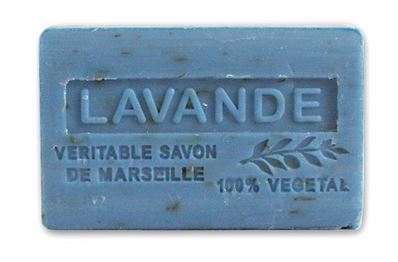 LAVANDE
VERITABLE SAVON
DE MARSEILLE
100% VEGETAL